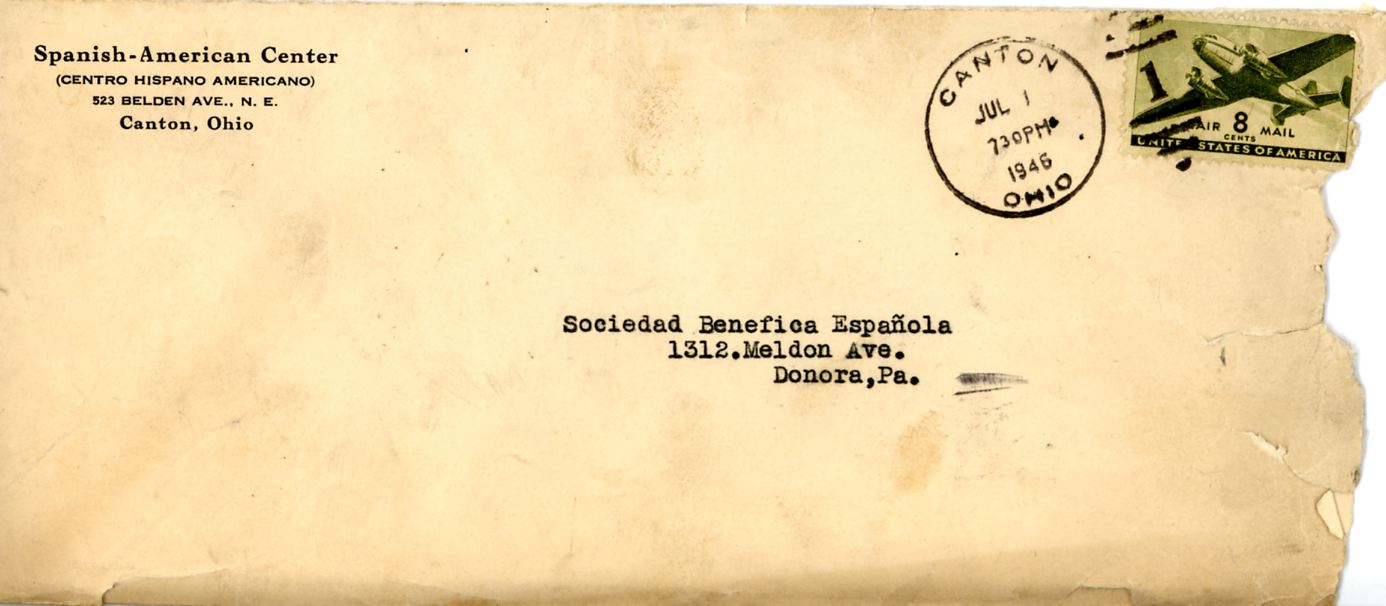 Spanish-American Center
(CENTRO HISPANO AMERICANO)
523 BELDEN AVE., N. E.
Canton, Ohio
CANTON
JUL 1
730PM
1946
OHIO
1
AIR 8 MAIL
CENTS
UNITED STATES OF AMERICA
Sociedad Benefica Española
1312.Meldon Ave.
Donora,Pa.